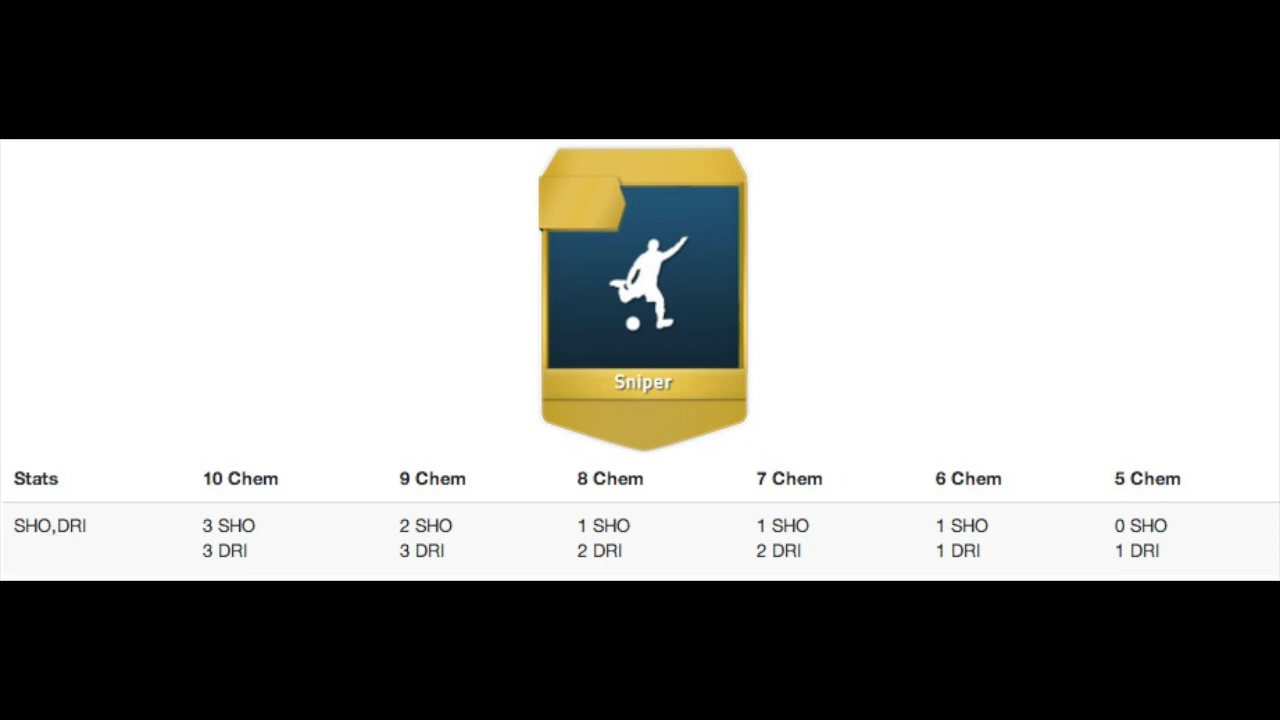 Sniper
Stats 10 Chem 9 Chem 8 Chem 7 Chem 6 Chem 5 Chem
SHO,DRI 3 SHO 2 SHO 1 SHO 1 SHO 1 SHO 0 SHO
3 DRI 3 DRI 2 DRI 2 DRI 1 DRI 1 DRI